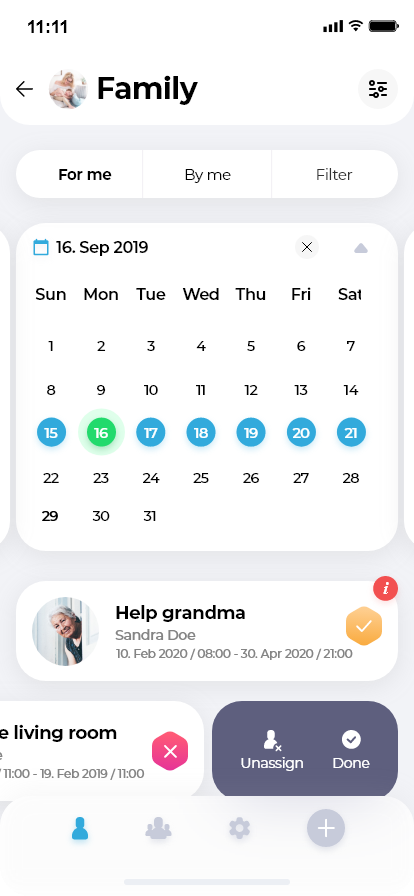 11:11
Family
For me By me Filter
16. Sep 2019
Sun Mon Tue Wed Thu Fri Sat
1 2 3 4 5 6 7
8 9 10 11 12 13 14
15 16 17 18 19 20 21
22 23 24 25 26 27 28
29 30 31
i
Help grandma
Sandra Doe
10. Feb 2020 / 08:00 - 30. Apr 2020 / 21:00
e living room
e
/ 11:00 - 19. Feb 2019 / 11:00
Unassign Done